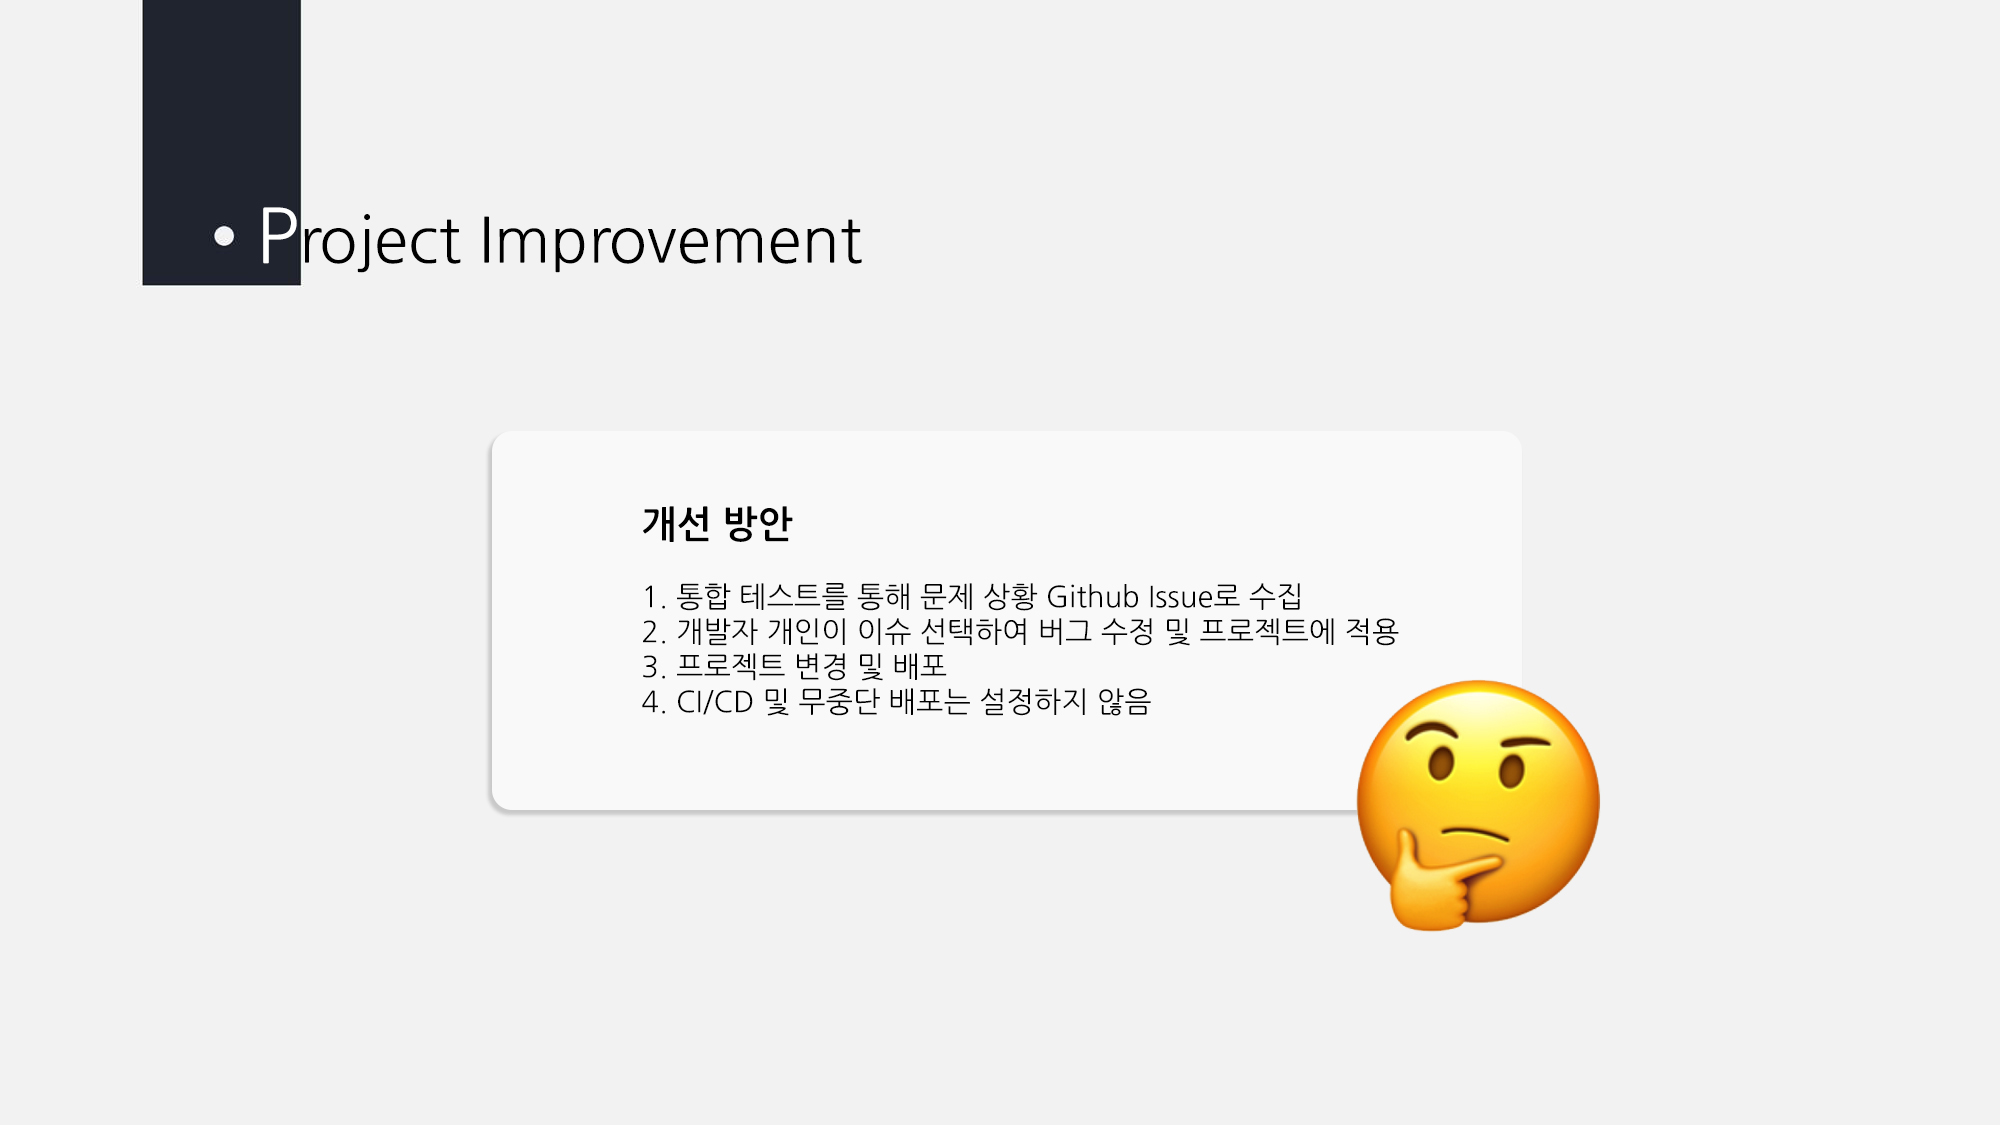 • Project Improvement
개선 방안
1. 통합 테스트를 통해 문제 상황 Github Issue로 수집
2. 개발자 개인이 이슈 선택하여 버그 수정 및 프로젝트에 적용
3. 프로젝트 변경 및 배포
4. CI/CD 및 무중단 배포는 설정하지 않음